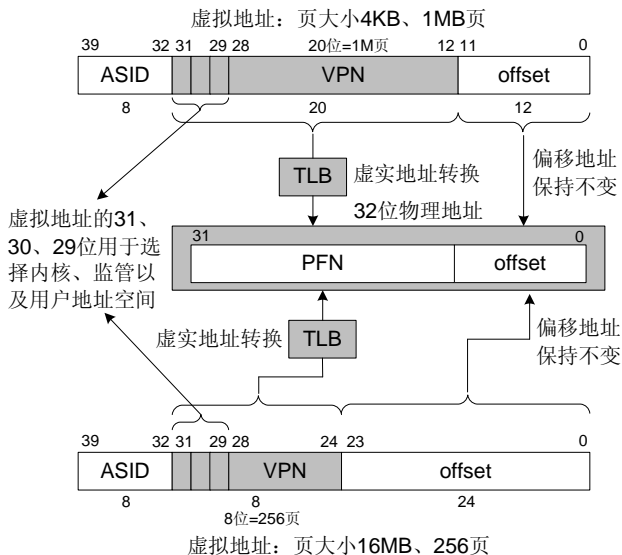 虚拟地址：页大小4KB、1MB页
39 32 31 29 28 20位=1M页 12 11 0
ASID VPN offset
8 20 12
TLB 虚实地址转换
偏移地址
保持不变
32位物理地址
虚拟地址的31、
30、29位用于选
择内核、监管以
及用户地址空间
31 0
PFN offset
虚实地址转换 TLB
偏移地址
保持不变
39 32 31 29 28 24 23 0
ASID VPN offset
8 8 24
8位=256页
虚拟地址：页大小16MB、256页